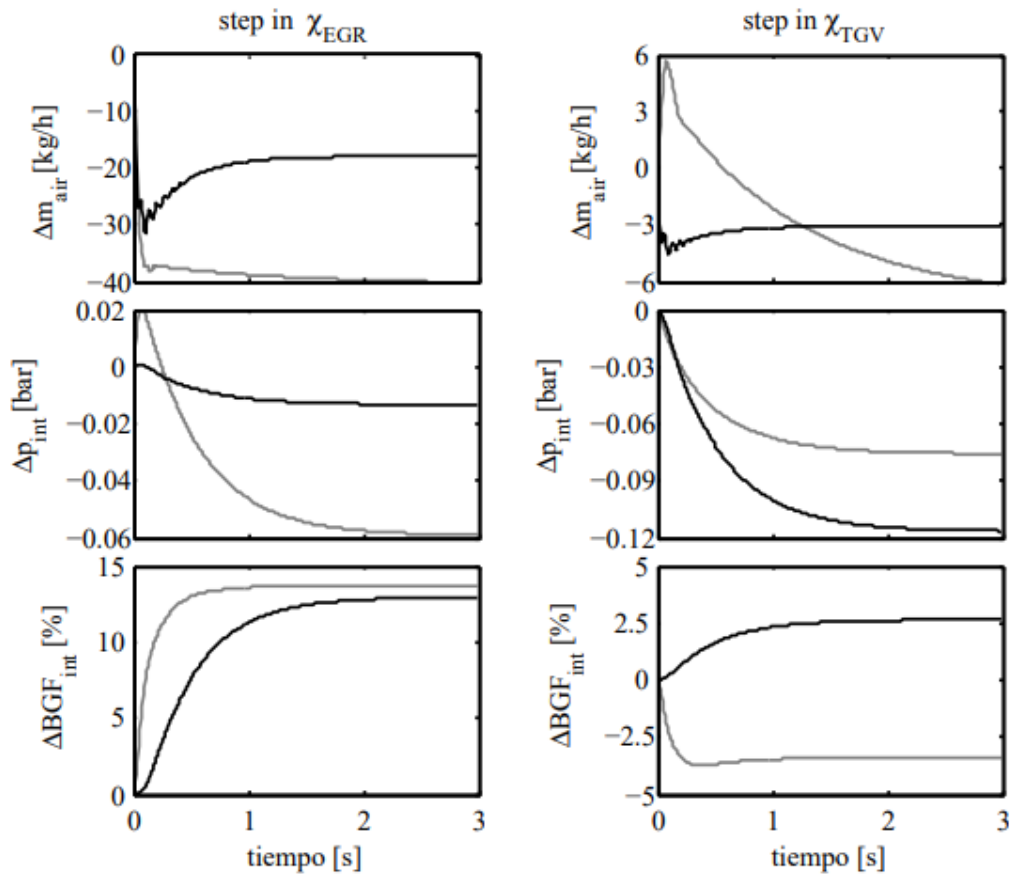 step in χEGR
step in χTGV
Δmair [kg/h]
0
−10
−20
−30
−40
Δmair [kg/h]
6
3
0
−3
−6
Δpint [bar]
0.02
0
−0.02
−0.04
−0.06
Δpint [bar]
0
−0.03
−0.06
−0.09
−0.12
ΔBGFint [%]
15
10
5
0
0 1 2 3
tiempo [s]
ΔBGFint [%]
5
2.5
0
−2.5
−5
0 1 2 3
tiempo [s]